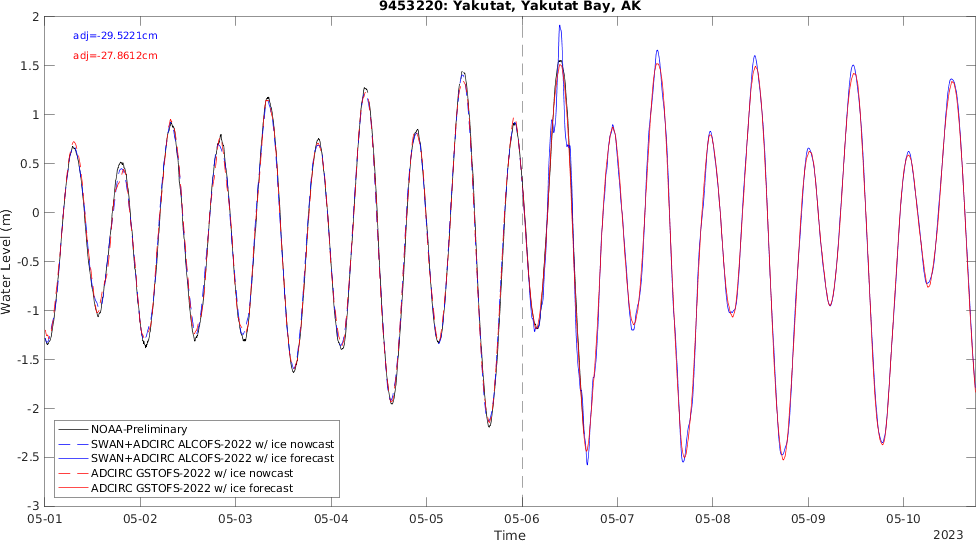 9453220: Yakutat, Yakutat Bay, AK
adj=-29.5221cm
adj=-27.8612cm
2
1.5
1
0.5
0
-0.5
-1
-1.5
-2
-2.5
-3
Water Level (m)
NOAA-Preliminary
SWAN+ADCIRC ALCOFS-2022 w/ ice nowcast
SWAN+ADCIRC ALCOFS-2022 w/ ice forecast
ADCIRC GSTOFS-2022 w/ ice nowcast
ADCIRC GSTOFS-2022 w/ ice forecast
05-01 05-02 05-03 05-04 05-05 05-06 05-07 05-08 05-09 05-10
Time
2023